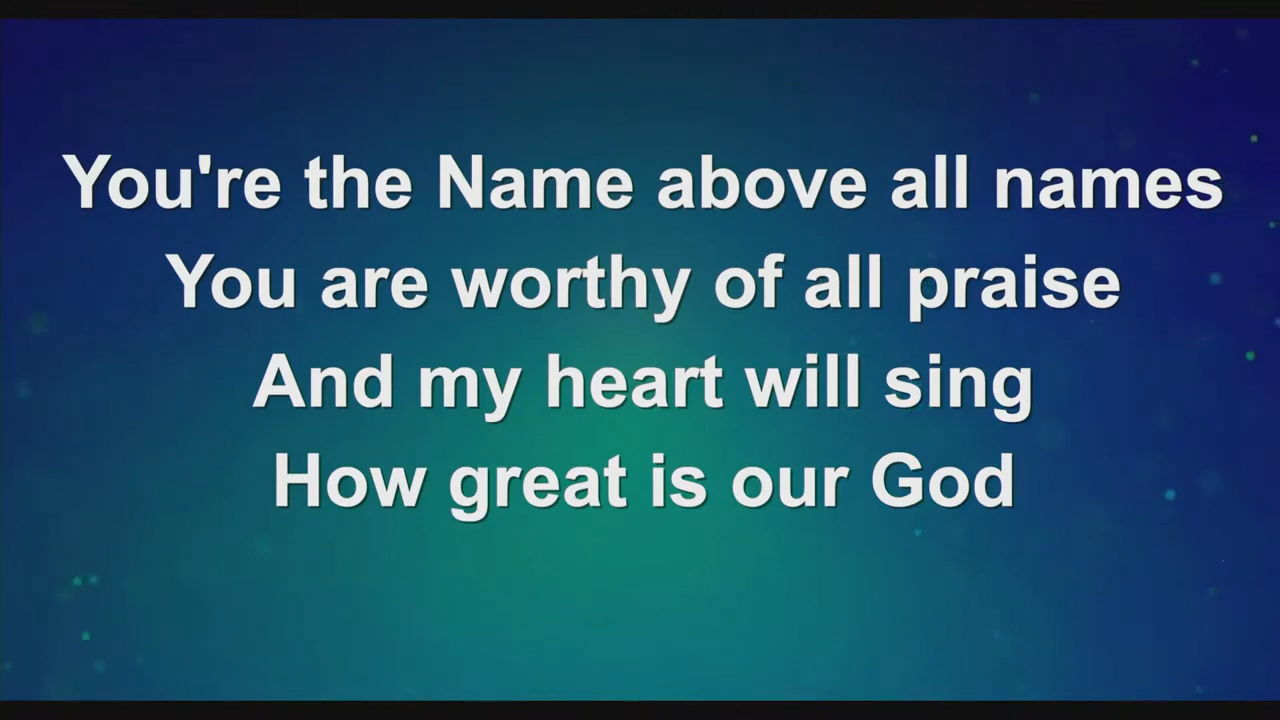 You're the Name above all names
You are worthy of all praise
And my heart will sing
How great is our God